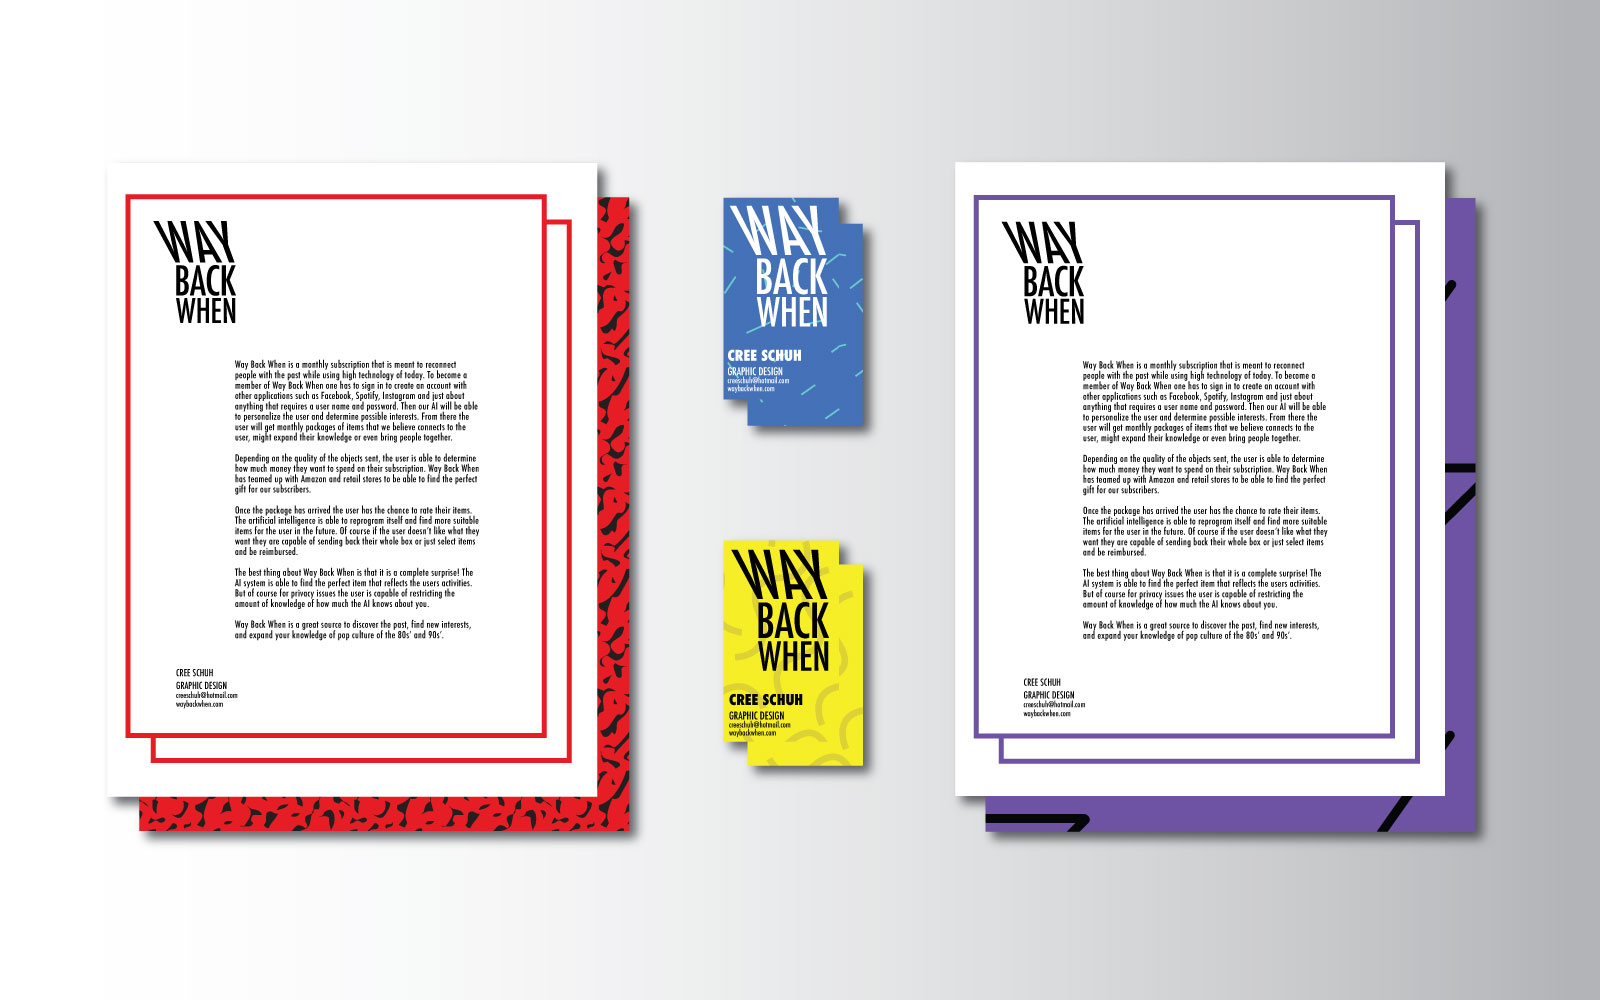 WAY
BACK
WHEN
Way Back When is a monthly subscription that is meant to reconnect
people with the past while using high technology of today. To become a
member of Way Back When one has to sign in to create an account with
other applications such as Facebook, Spotify, Instagram and just about
anything that requires a user name and password. Then our AI will be able
to personalize the user and determine possible interests. From there the
user will get monthly packages of items that we believe connects to the
user, might expand their knowledge or even bring people together.
Depending on the quality of the objects sent, the user is able to determine
how much money they want to spend on their subscription. Way Back When
has teamed up with Amazon and retail stores to be able to find the perfect
gift for our subscribers.
Once the package has arrived the user has the chance to rate their items.
The artificial intelligence is able to reprogram itself and find more suitable
items for the user in the future. Of course if the user doesn't like what they
want they are capable of sending back their whole box or just select items
and be reimbursed.
The best thing about Way Back When is that it is a complete surprise! The
AI system is able to find the perfect item that reflects the users activities.
But of course for privacy issues the user is capable of restricting the
amount of knowledge of how much the AI knows about you.
Way Back When is a great source to discover the past, find new interests,
and expand your knowledge of pop culture of the 80s' and 90s'.
CREE SCHUH
GRAPHIC DESIGN
creeschuh@hotmail.com
waybackwhen.com
WAY
BACK
WHEN
CREE SCHUH
GRAPHIC DESIGN
creeschuh@hotmail.com
waybackwhen.com
WAY
BACK
WHEN
CREE SCHUH
GRAPHIC DESIGN
creeschuh@hotmail.com
waybackwhen.com
WAY
BACK
WHEN
Way Back When is a monthly subscription that is meant to reconnect
people with the past while using high technology of today. To become a
member of Way Back When one has to sign in to create an account with
other applications such as Facebook, Spotify, Instagram and just about
anything that requires a user name and password. Then our AI will be able
to personalize the user and determine possible interests. From there the
user will get monthly packages of items that we believe connects to the
user, might expand their knowledge or even bring people together.
Depending on the quality of the objects sent, the user is able to determine
how much money they want to spend on their subscription. Way Back When
has teamed up with Amazon and retail stores to be able to find the perfect
gift for our subscribers.
Once the package has arrived the user has the chance to rate their items.
The artificial intelligence is able to reprogram itself and find more suitable
items for the user in the future. Of course if the user doesn't like what they
want they are capable of sending back their whole box or just select items
and be reimbursed.
The best thing about Way Back When is that it is a complete surprise! The
AI system is able to find the perfect item that reflects the users activities.
But of course for privacy issues the user is capable of restricting the
amount of knowledge of how much the AI knows about you.
Way Back When is a great source to discover the past, find new interests,
and expand your knowledge of pop culture of the 80s' and 90s'.
CREE SCHUH
GRAPHIC DESIGN
creeschuh@hotmail.com
waybackwhen.com